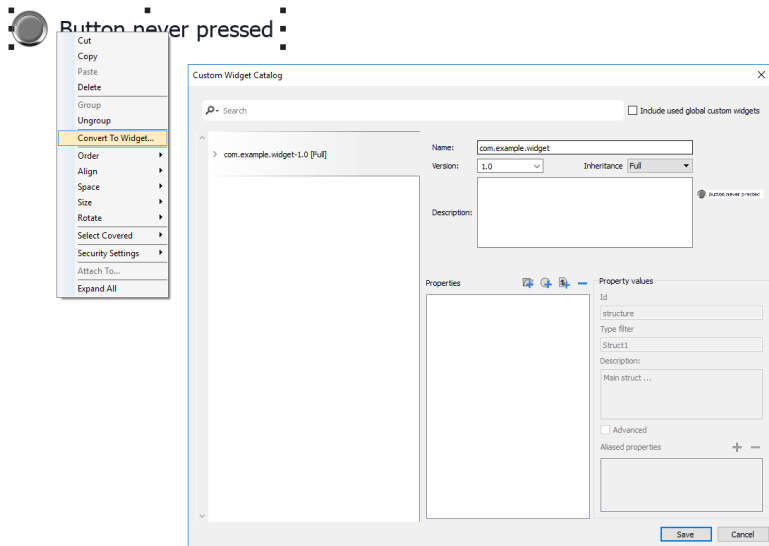 Button never pressed
Cut
Copy
Paste
Delete
Group
Ungroup
Convert To Widget...
Order
Align
Space
Size
Rotate
Select Covered
Security Settings
Attach To...
Expand All
Custom Widget Catalog
Search
Include used global custom widgets
com.example.widget-1.0 [Full]
Name: com.example.widget
Version: 1.0 Inheritance Full
Description:
Button never pressed
Properties
Property values
Id
structure
Type filter
Struct1
Description:
Main struct ...
Advanced
Aliased properties
Save Cancel